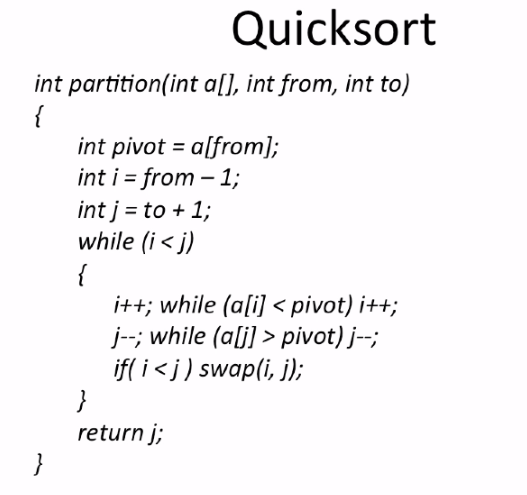 Quicksort
int partition(int a[], int from, int to)
{
int pivot = a[from];
int i = from – 1;
int j = to + 1;
while (i < j)
{
i++; while (a[i] < pivot) i++;
j--; while (a[j] > pivot) j--;
if( i < j ) swap(i, j);
}
return j;
}